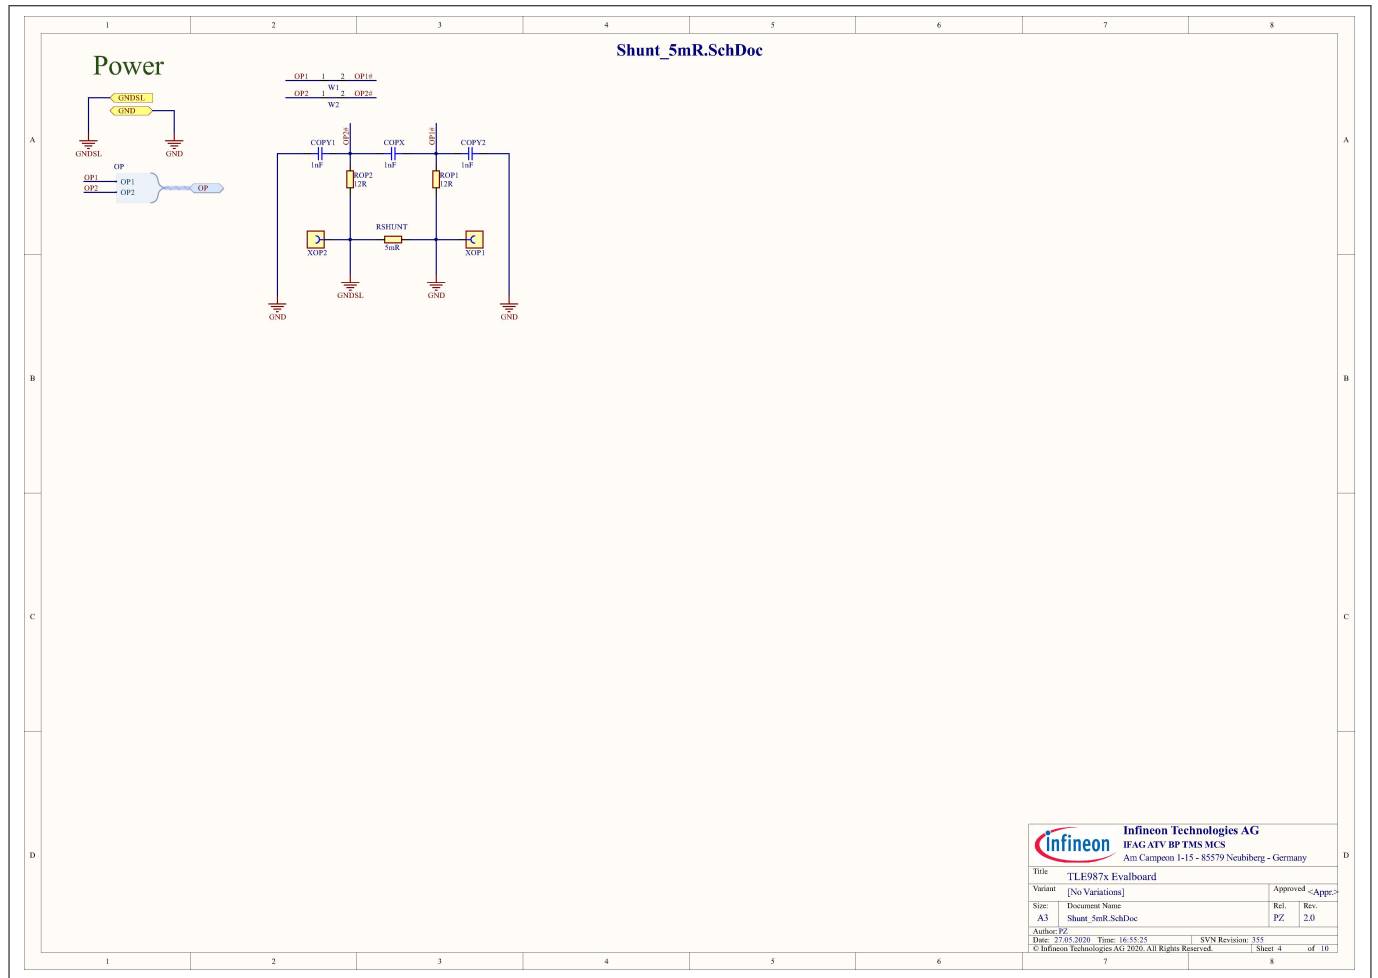 1 2 3 4 5 6 7 8
Shunt_5mR.SchDoc
Power
OP1 1 2 OP1#
W1
OP2 1 2 OP2#
W2
GNDSL
GND
A A
GNDSL GND
OP2# OP1#
COPY1 COPX COPY2
1nF 1nF 1nF
OP
OP1 OP1
OP2 OP2
OP
ROP2 ROP1
12R 12R
RSHUNT
5mR
XOP2 XOP1
GNDSL GND
GND GND
B B
C C
D D
infineon
Infineon Technologies AG
IFAG ATV BP TMS MCS
Am Campeon 1-15 - 85579 Neubiberg - Germany
Title
TLE987x Evalboard
Variant [No Variations] Approved <Appr.>
Size: Document Name Rel. Rev.
A3 Shunt_5mR.SchDoc PZ 2.0
Author: PZ
Date: 27.05.2020 Time: 16:55:25 SVN Revision: 355
© Infineon Technologies AG 2020. All Rights Reserved. Sheet 4 of 10
1 2 3 4 5 6 7 8